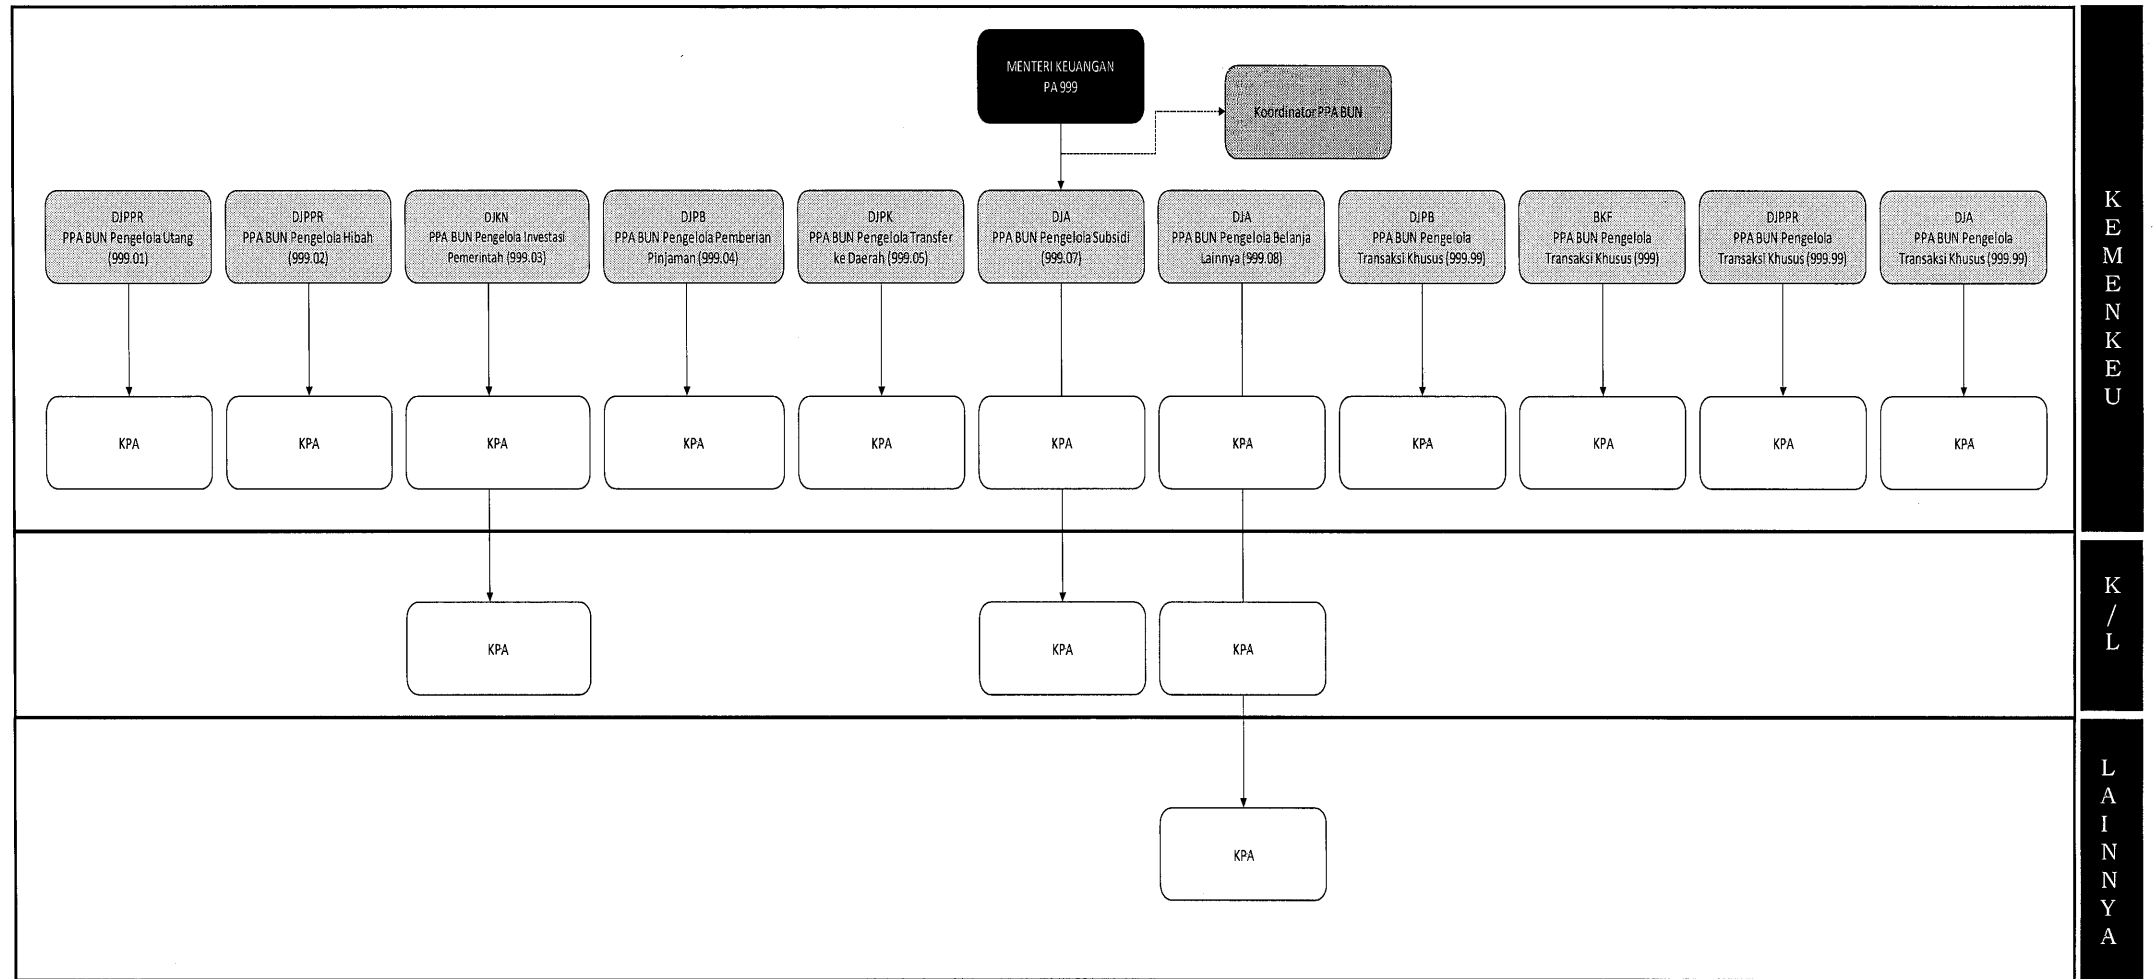 MENTERI KEUANGAN
PA 999
Koordinator PPA BUN
DJPPR
PPA BUN Pengelola Utang
(999.01)
DJPPR
PPA BUN Pengelola Hibah
(999.02)
DJKN
PPA BUN Pengelola Investasi
Pemerintah (999.03)
DJPB
PPA BUN Pengelola Pemberian
Pinjaman (999.04)
DJPK
PPA BUN Pengelola Transfer
ke Daerah (999.05)
DJA
PPA BUN Pengelola Subsidi
(999.07)
DJA
PPA BUN Pengelola Belanja
Lainnya (999.08)
DJPB
PPA BUN Pengelola
Transaksi Khusus (999.99)
BKF
PPA BUN Pengelola
Transaksi Khusus (999)
DJPPR
PPA BUN Pengelola
Transaksi Khusus (999.99)
DJA
PPA BUN Pengelola
Transaksi Khusus (999.99)
KPA
KPA
KPA
KPA
KPA
KPA
KPA
KPA
KPA
KPA
KPA
KEMENKEU
KPA
KPA
KPA
K/L
KPA
LAINNYA